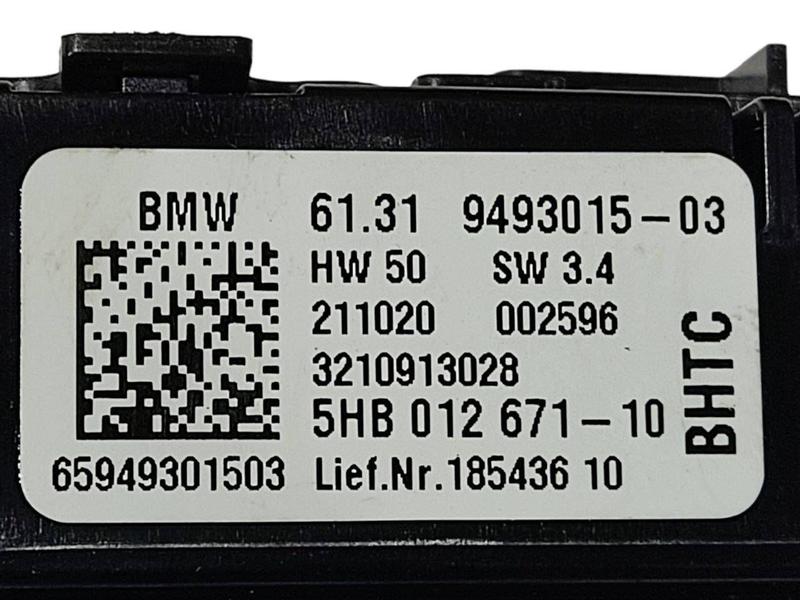 BMW 61.31 9493015-03
HW 50 SW 3.4
211020 002596
3210913028
5HB 012 671-10
65949301503 Lief.Nr.185436 10
BHTC